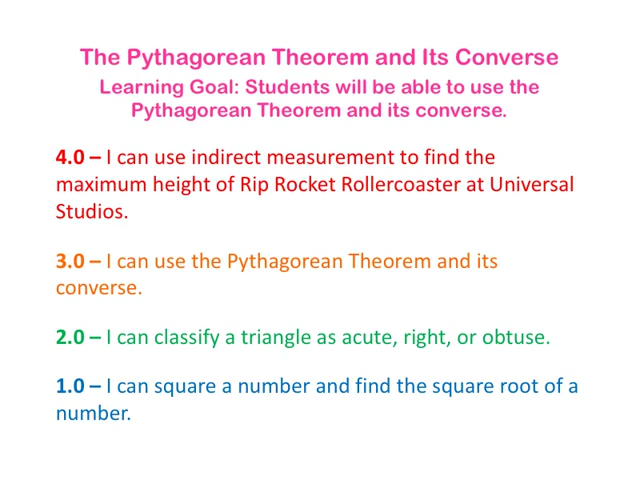 The Pythagorean Theorem and Its Converse
Learning Goal: Students will be able to use the
Pythagorean Theorem and its converse.
4.0 – I can use indirect measurement to find the
maximum height of Rip Rocket Rollercoaster at Universal
Studios.
3.0 – I can use the Pythagorean Theorem and its
converse.
2.0 – I can classify a triangle as acute, right, or obtuse.
1.0 – I can square a number and find the square root of a
number.